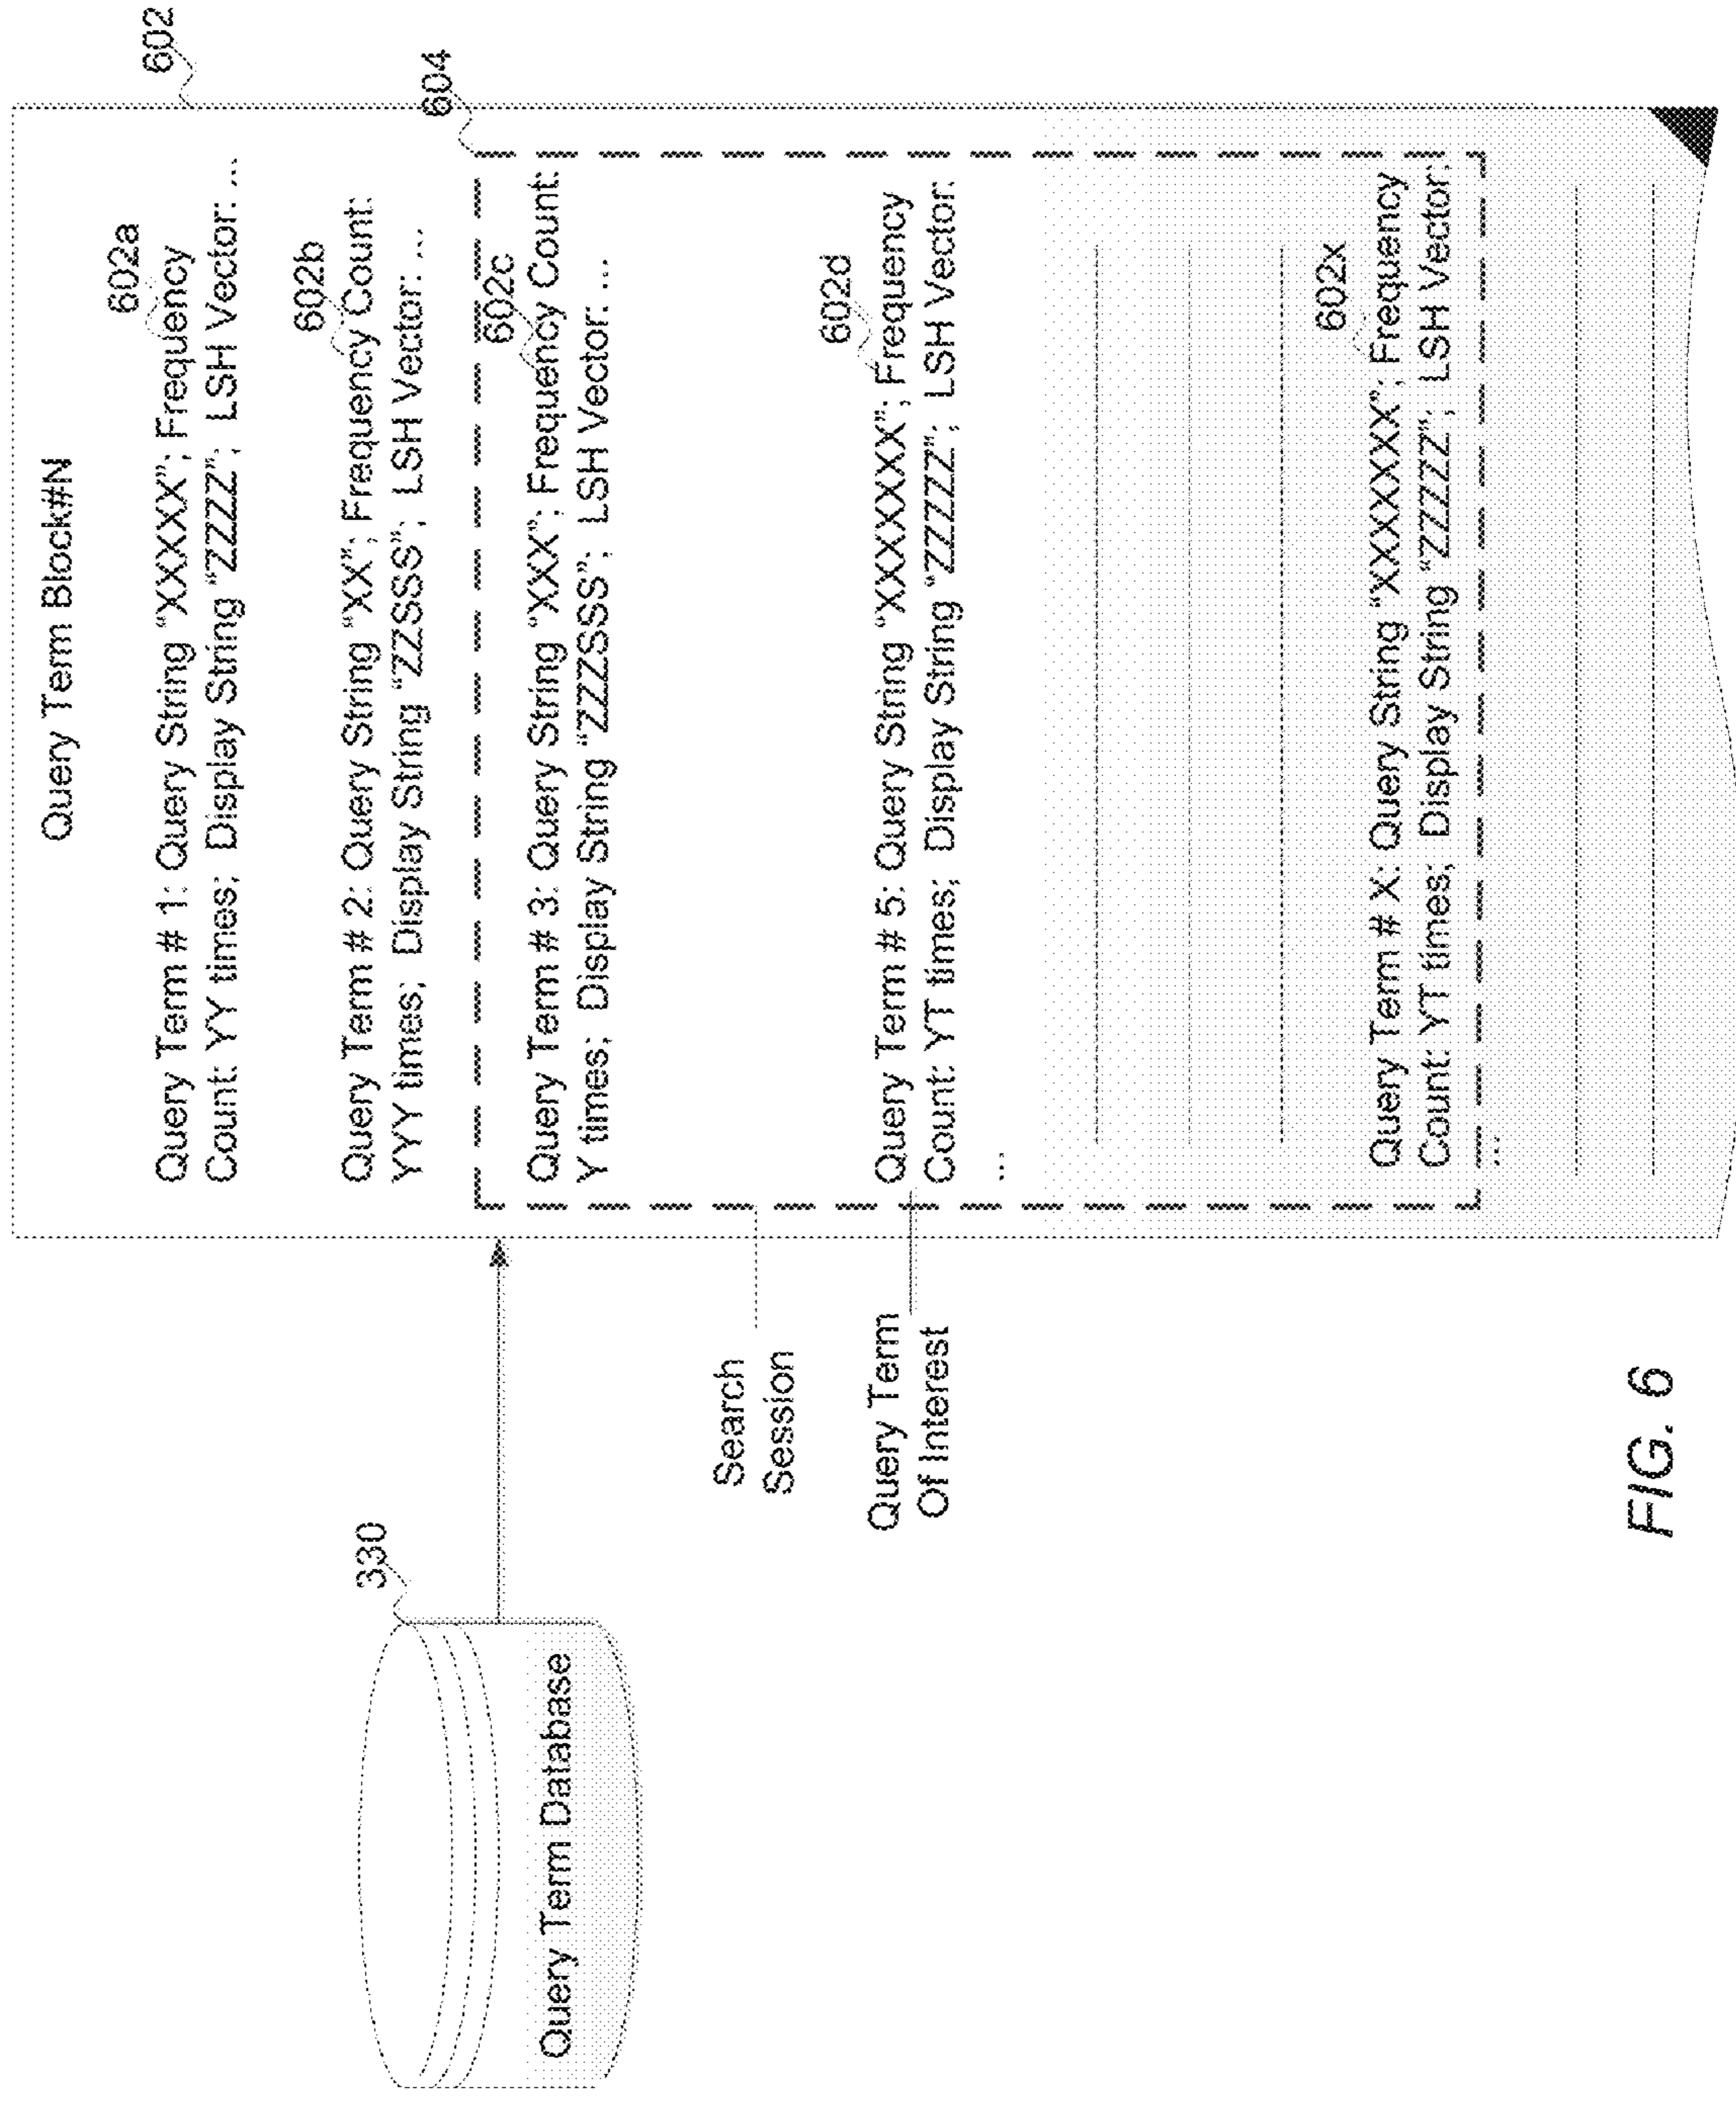 602
Query Term Block#N
602a
Query Term # 1: Query String "XXXXX"; Frequency
Count: YY times; Display String "ZZZZ"; LSH Vector: ...
602b
Query Term # 2: Query String "XX"; Frequency Count:
YYY times; Display String "ZZSSS"; LSH Vector: ...
604
602c
Query Term # 3: Query String "XXX"; Frequency Count:
Y times; Display String "ZZZSSS"; LSH Vector: ...
602d
Query Term # 5: Query String "XXXXXXX"; Frequency
Count: YT times; Display String "ZZZZZ"; LSH Vector:
...
602x
Query Term # X: Query String "XXXXXXX"; Frequency
Count: YT times; Display String "ZZZZZ"; LSH Vector:
...
330
Query Term Database
Search
Session
Query Term
Of Interest
FIG. 6